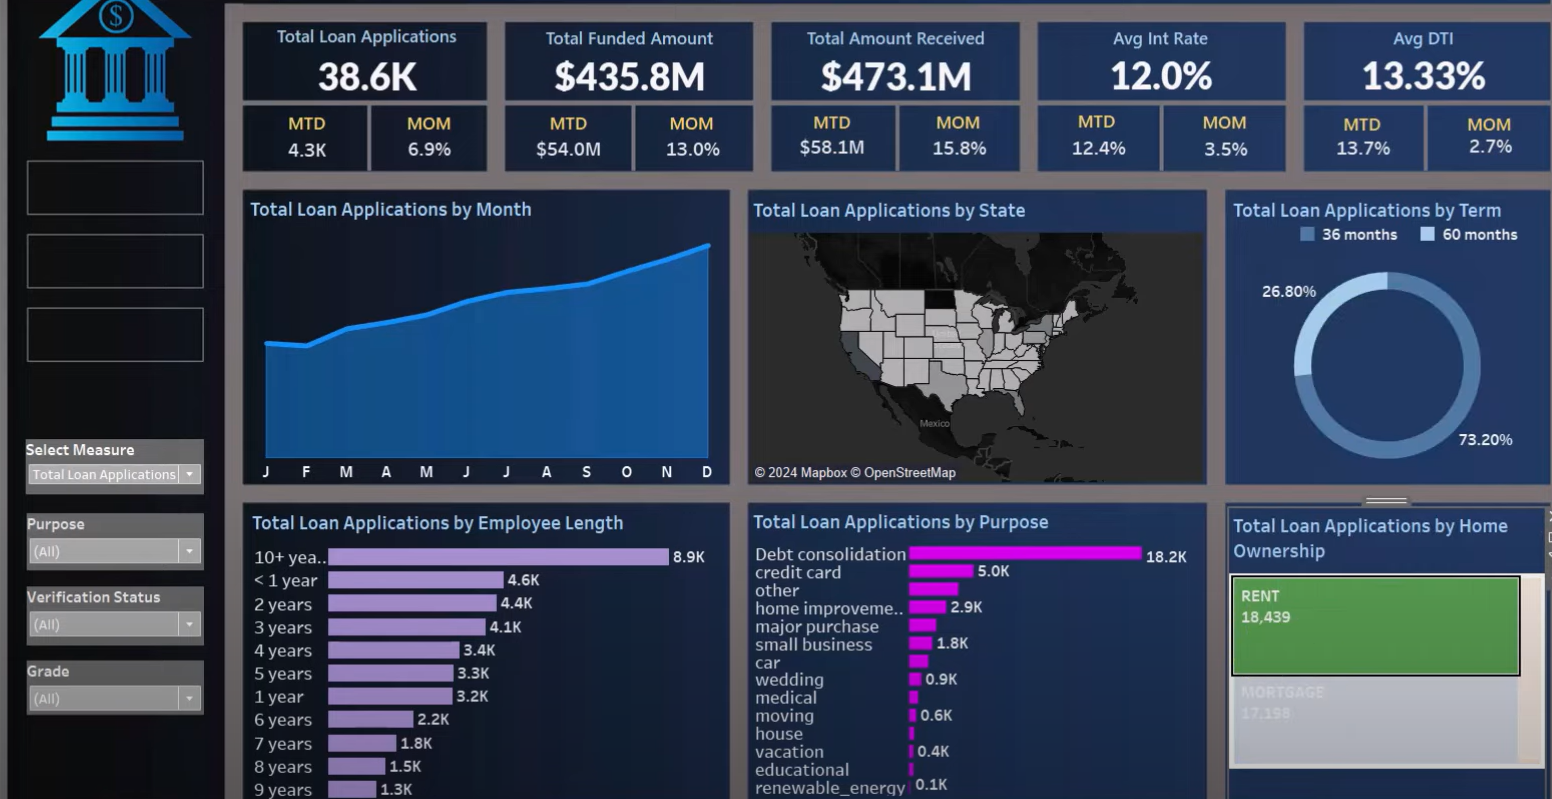 $
Total Loan Applications
38.6K
MTD
4.3K
MOM
6.9%
Total Funded Amount
$435.8M
MTD
$54.0M
MOM
13.0%
Total Amount Received
$473.1M
MTD
$58.1M
MOM
15.8%
Avg Int Rate
12.0%
MTD
12.4%
MOM
3.5%
Avg DTI
13.33%
MTD
13.7%
MOM
2.7%
Select Measure
Total Loan Applications
Purpose
(All)
Verification Status
(All)
Grade
(All)
Total Loan Applications by Month
J F M A M J J A S O N D
Total Loan Applications by State
Mexico
© 2024 Mapbox © OpenStreetMap
Total Loan Applications by Term
36 months 60 months
26.80%
73.20%
Total Loan Applications by Employee Length
10+ yea.. 8.9K
< 1 year 4.6K
2 years 4.4K
3 years 4.1K
4 years 3.4K
5 years 3.3K
1 year 3.2K
6 years 2.2K
7 years 1.8K
8 years 1.5K
9 years 1.3K
Total Loan Applications by Purpose
Debt consolidation 18.2K
credit card 5.0K
other
home improveme.. 2.9K
major purchase
small business 1.8K
car
wedding 0.9K
medical
moving 0.6K
house
vacation 0.4K
educational
renewable_energy 0.1K
Total Loan Applications by Home
Ownership
RENT
18,439
MORTGAGE
17,198